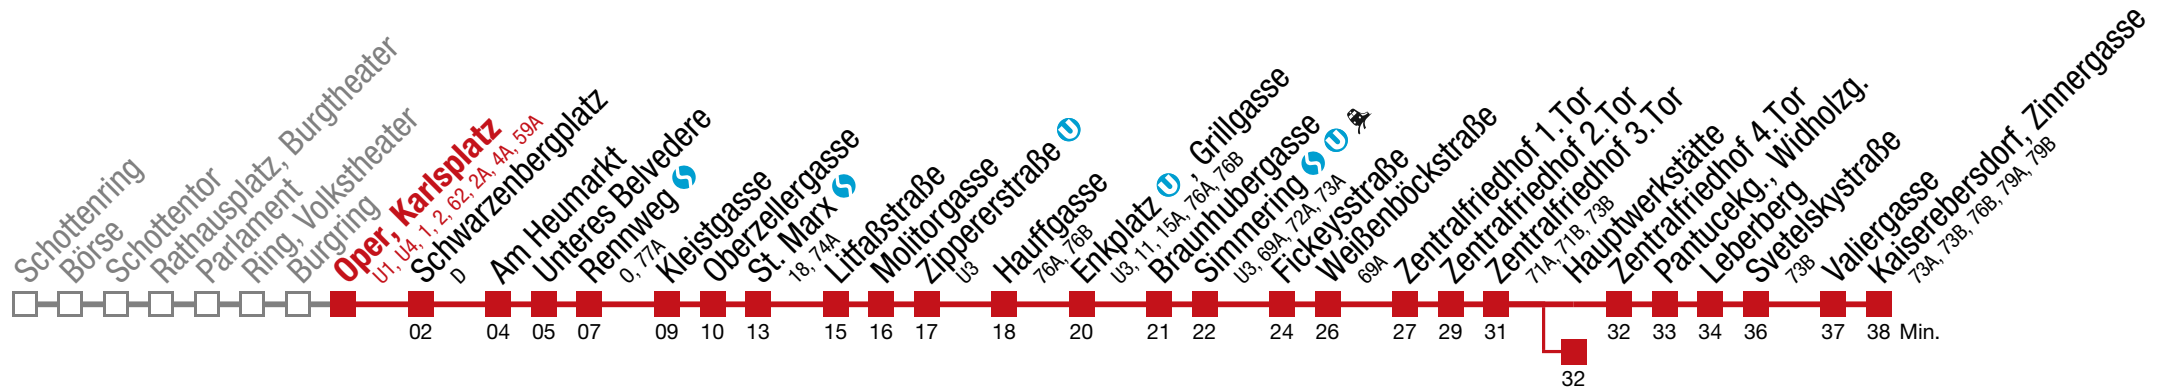 Schottenring
Börse
Schottentor
Rathausplatz, Burgtheater
Parlament
Ring, Volkstheater
Burgring
Oper, Karlsplatz
U1, U4, 1, 2, 62, 2A, 4A, 59A
Schwarzenbergplatz
D
Am Heumarkt
Unteres Belvedere
Rennweg S
O, 77A
Kleistgasse
Oberzellergasse
St. Marx S
18, 74A
Litfaßstraße
Molitorgasse
Zippererstraße U
U3
Hauffgasse
76A, 76B
Enkplatz U , Grillgasse
U3, 11, 15A, 76A, 76B
Braunhubergasse
Simmering S U
U3, 69A, 72A, 73A
Fickeysstraße
Weißenböckstraße
69A
Zentralfriedhof 1. Tor
Zentralfriedhof 2. Tor
Zentralfriedhof 3. Tor
71A, 71B, 73B
Hauptwerkstätte
Zentralfriedhof 4. Tor
Pantucekg., Widholzg.
Leberberg
Svetelskystraße
73B
Valiergasse
Kaiserebersdorf, Zinnergasse
73A, 73B, 76B, 79A, 79B
02 04 05 07 09 10 13 15 16 17 18 20 21 22 24 26 27 29 31 32 33 34 36 37 38 Min.
32